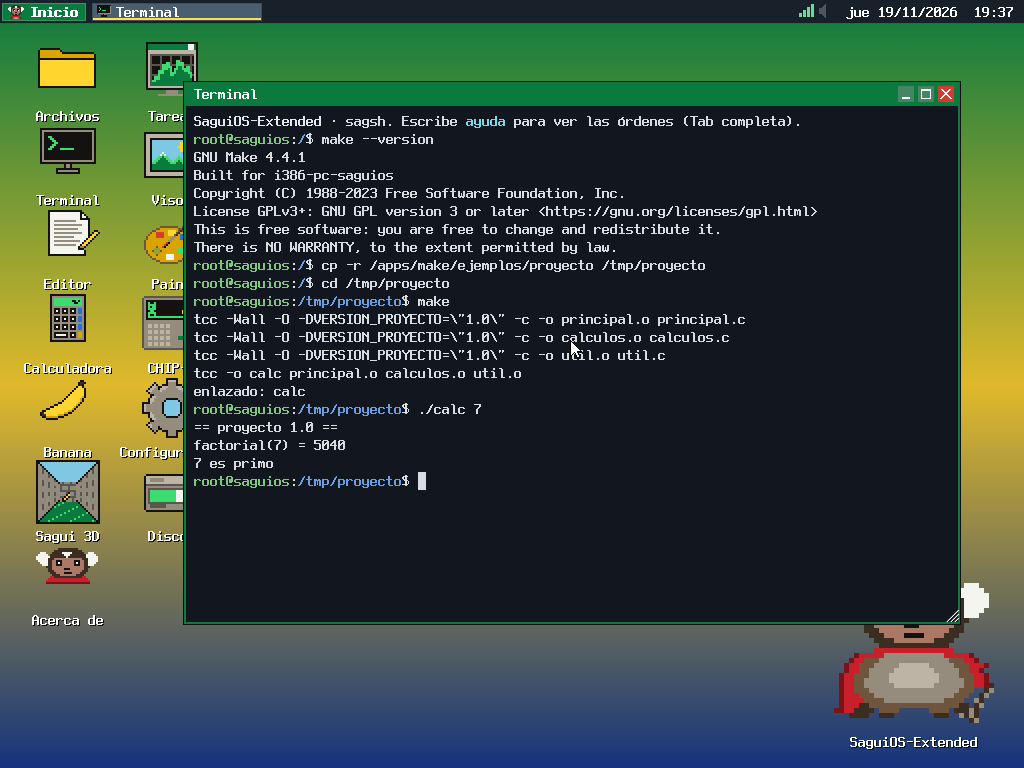 Inicio
Terminal
jue 19/11/2026 19:37
Archivos
Tarea
Terminal
Viso
Editor
Pain
Calculadora
CHIP-
Banana
Configur
Sagui 3D
Disco
Acerca de
Terminal
SaguiOS-Extended · sagsh. Escribe ayuda para ver las órdenes (Tab completa).
root@saguios:/$ make --version
GNU Make 4.4.1
Built for i386-pc-saguios
Copyright (C) 1988-2023 Free Software Foundation, Inc.
License GPLv3+: GNU GPL version 3 or later <https://gnu.org/licenses/gpl.html>
This is free software: you are free to change and redistribute it.
There is NO WARRANTY, to the extent permitted by law.
root@saguios:/$ cp -r /apps/make/ejemplos/proyecto /tmp/proyecto
root@saguios:/$ cd /tmp/proyecto
root@saguios:/tmp/proyecto$ make
tcc -Wall -O -DVERSION_PROYECTO=\"1.0\" -c -o principal.o principal.c
tcc -Wall -O -DVERSION_PROYECTO=\"1.0\" -c -o calculos.o calculos.c
tcc -Wall -O -DVERSION_PROYECTO=\"1.0\" -c -o util.o util.c
tcc -o calc principal.o calculos.o util.o
enlazado: calc
root@saguios:/tmp/proyecto$ ./calc 7
== proyecto 1.0 ==
factorial(7) = 5040
7 es primo
root@saguios:/tmp/proyecto$
SaguiOS-Extended